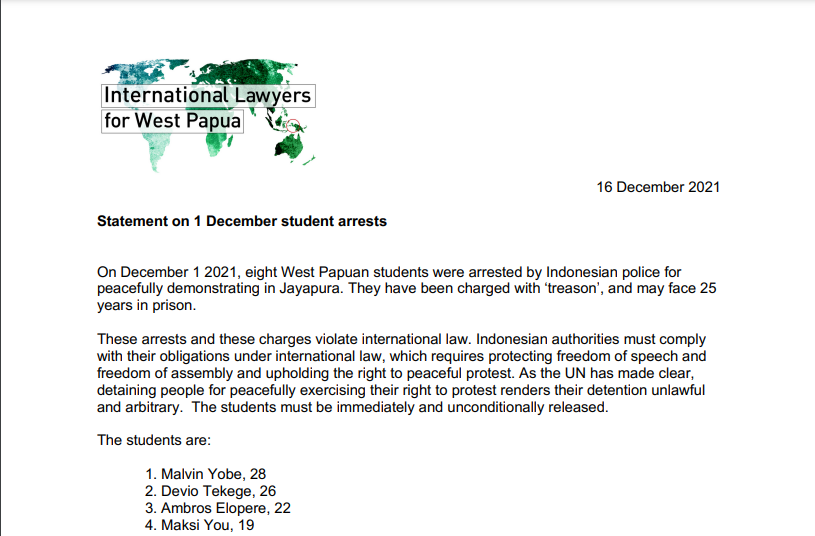 International Lawyers
for West Papua
16 December 2021
Statement on 1 December student arrests
On December 1 2021, eight West Papuan students were arrested by Indonesian police for
peacefully demonstrating in Jayapura. They have been charged with ‘treason’, and may face 25
years in prison.
These arrests and these charges violate international law. Indonesian authorities must comply
with their obligations under international law, which requires protecting freedom of speech and
freedom of assembly and upholding the right to peaceful protest. As the UN has made clear,
detaining people for peacefully exercising their right to protest renders their detention unlawful
and arbitrary.  The students must be immediately and unconditionally released.
The students are:
1. Malvin Yobe, 28
2. Devio Tekege, 26
3. Ambros Elopere, 22
4. Maksi You, 19